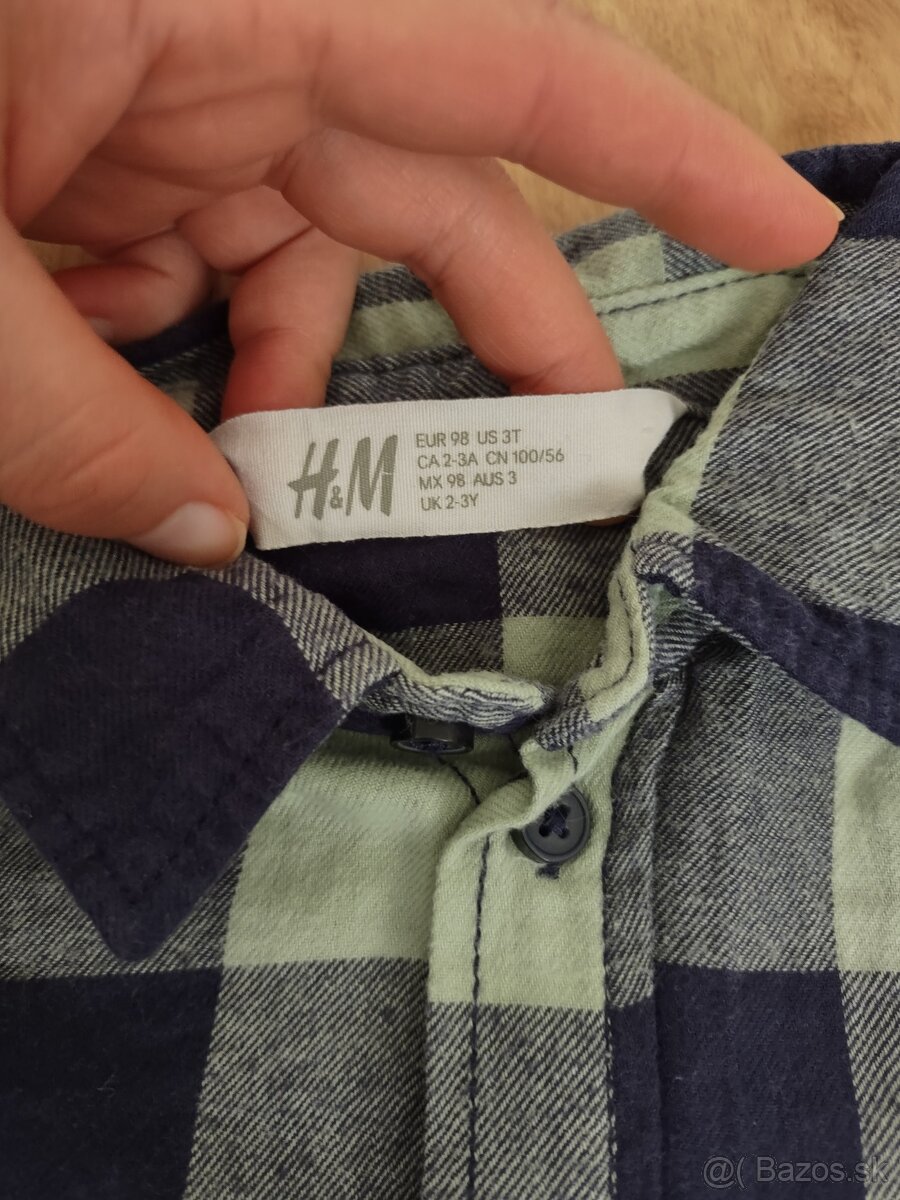 H&M
EUR 98 US 3T
CA 2-3A CN 100/56
MX 98 AUS 3
UK 2-3Y
@( Bazos.sk